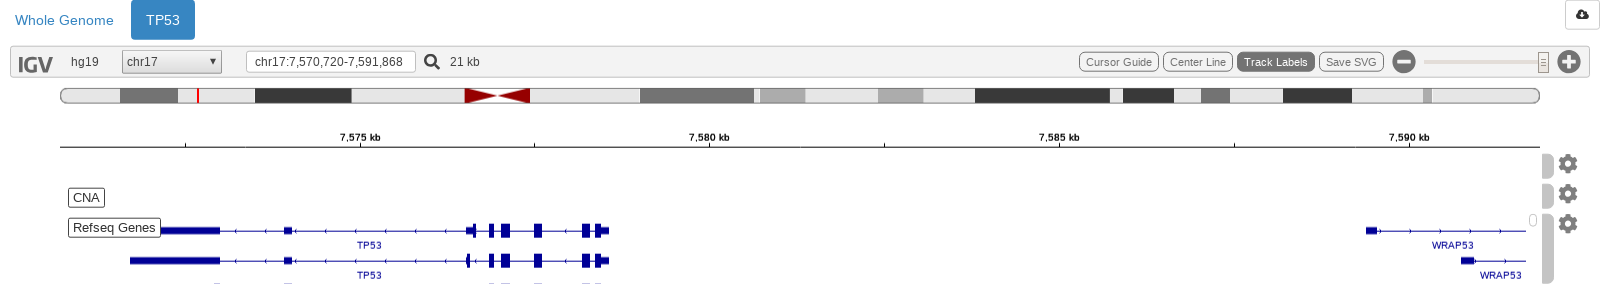 Whole Genome TP53
IGV hg19 chr17 chr17:7,570,720-7,591,868 21 kb Cursor Guide Center Line Track Labels Save SVG
7,575 kb 7,580 kb 7,585 kb 7,590 kb
CNA
Refseq Genes
TP53 WRAP53
TP53 WRAP53